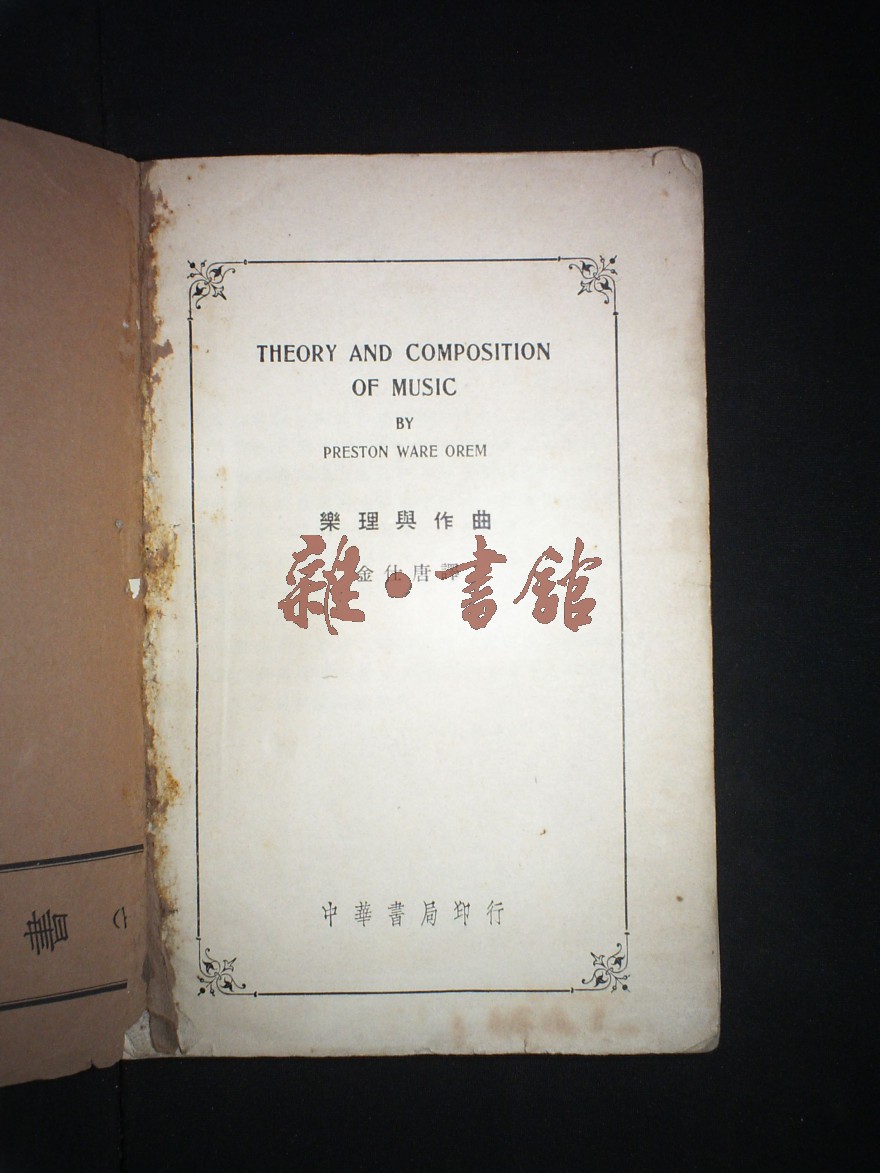 THEORY AND COMPOSITION
OF MUSIC
BY
PRESTON WARE OREM
樂理與作曲
金仕唐譯
雜·書館
中華書局印行